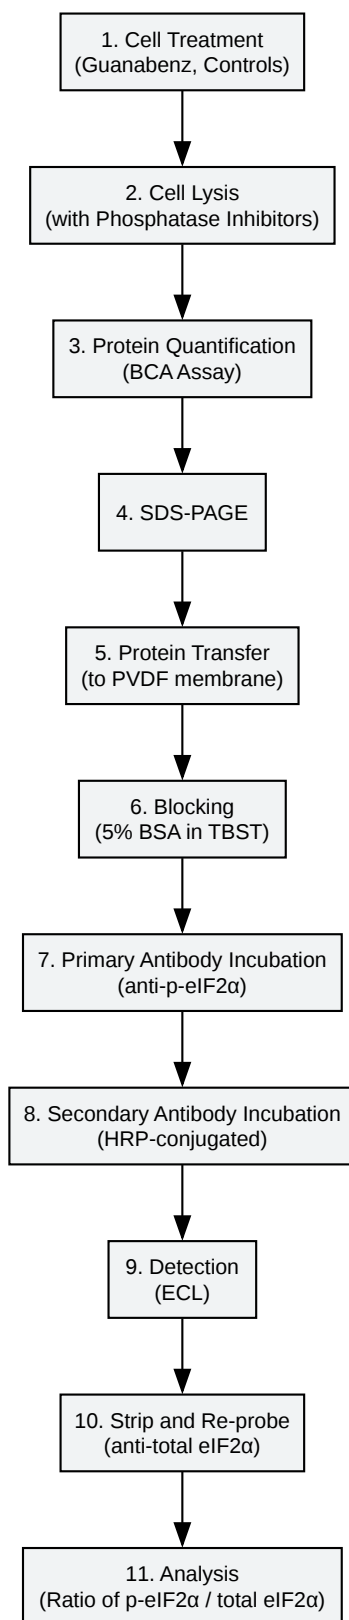 1. Cell Treatment
(Guanabenz, Controls)
2. Cell Lysis
(with Phosphatase Inhibitors)
3. Protein Quantification
(BCA Assay)
4. SDS-PAGE
5. Protein Transfer
(to PVDF membrane)
6. Blocking
(5% BSA in TBST)
7. Primary Antibody Incubation
(anti-p-eIF2α)
8. Secondary Antibody Incubation
(HRP-conjugated)
9. Detection
(ECL)
10. Strip and Re-probe
(anti-total eIF2α)
11. Analysis
(Ratio of p-eIF2α / total eIF2α)